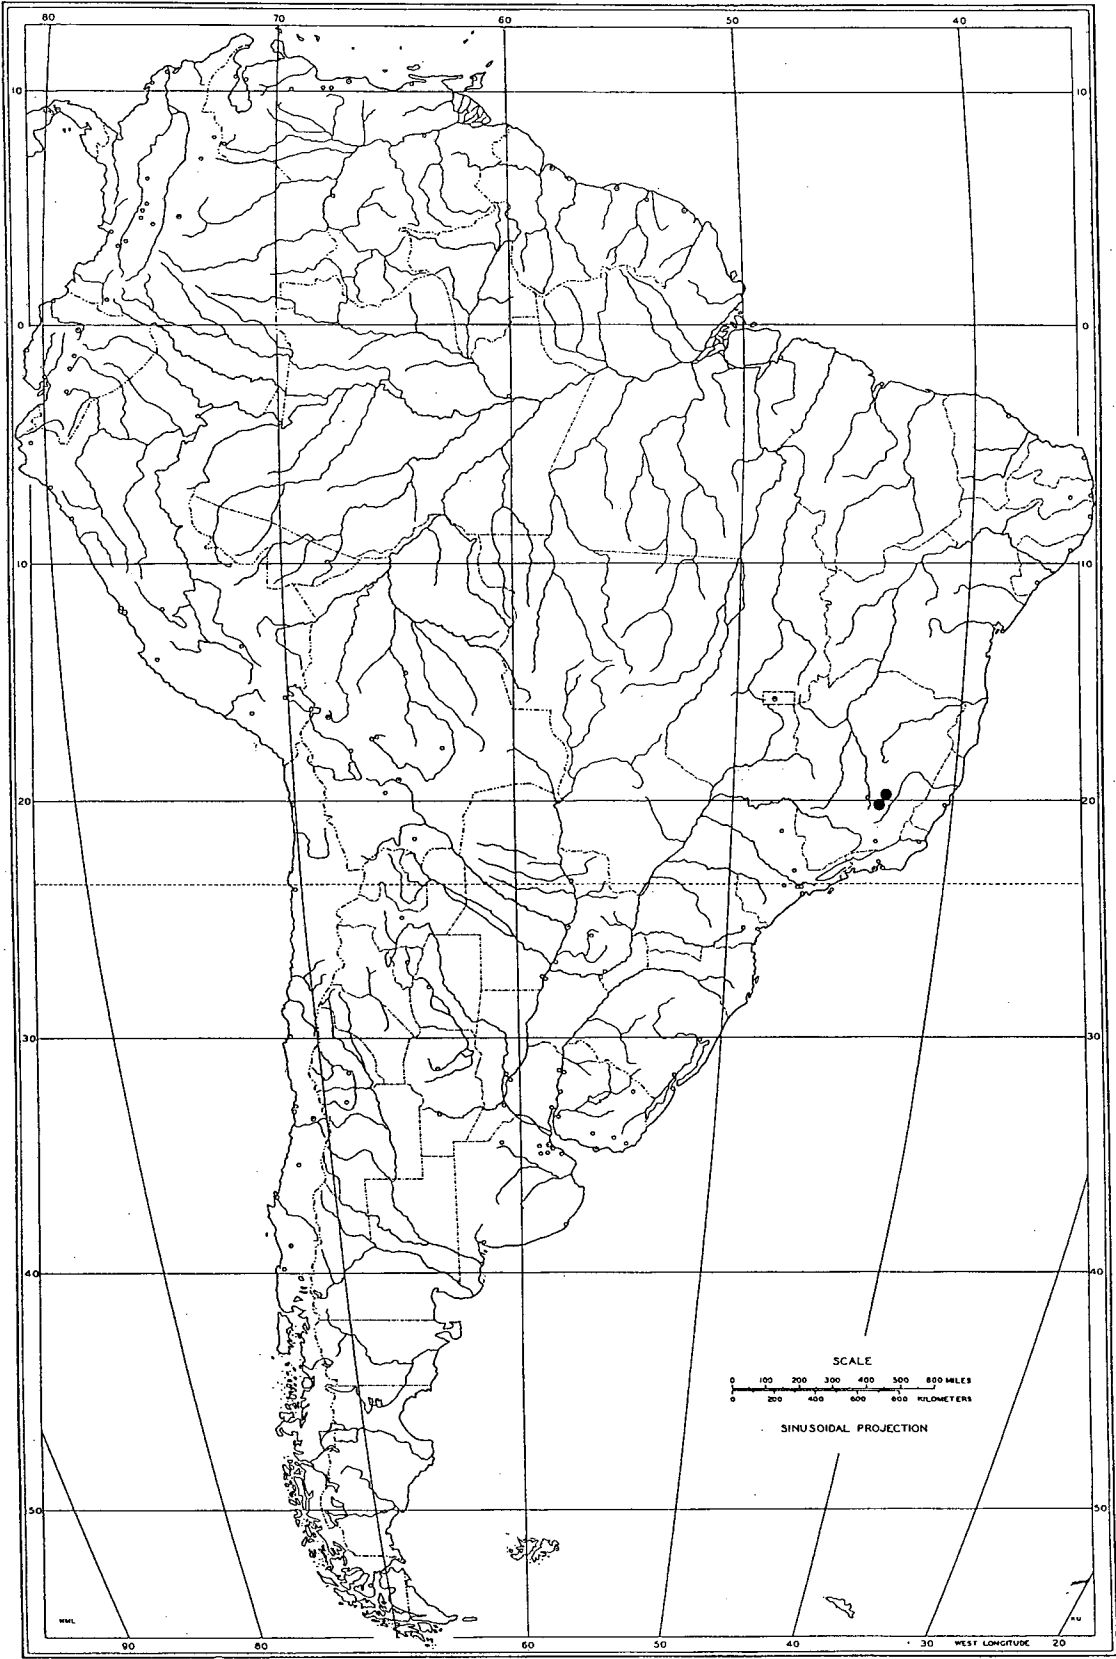 80 70 60 50 40
10 10
0 0
10 10
20 20
30 30
40 40
SCALE
0 100 200 300 400 500 600 MILES
0 200 400 600 800 KILOMETERS
SINUSOIDAL PROJECTION
50 50
HML KU
90 80 70 60 50 40 30 WEST LONGITUDE 20